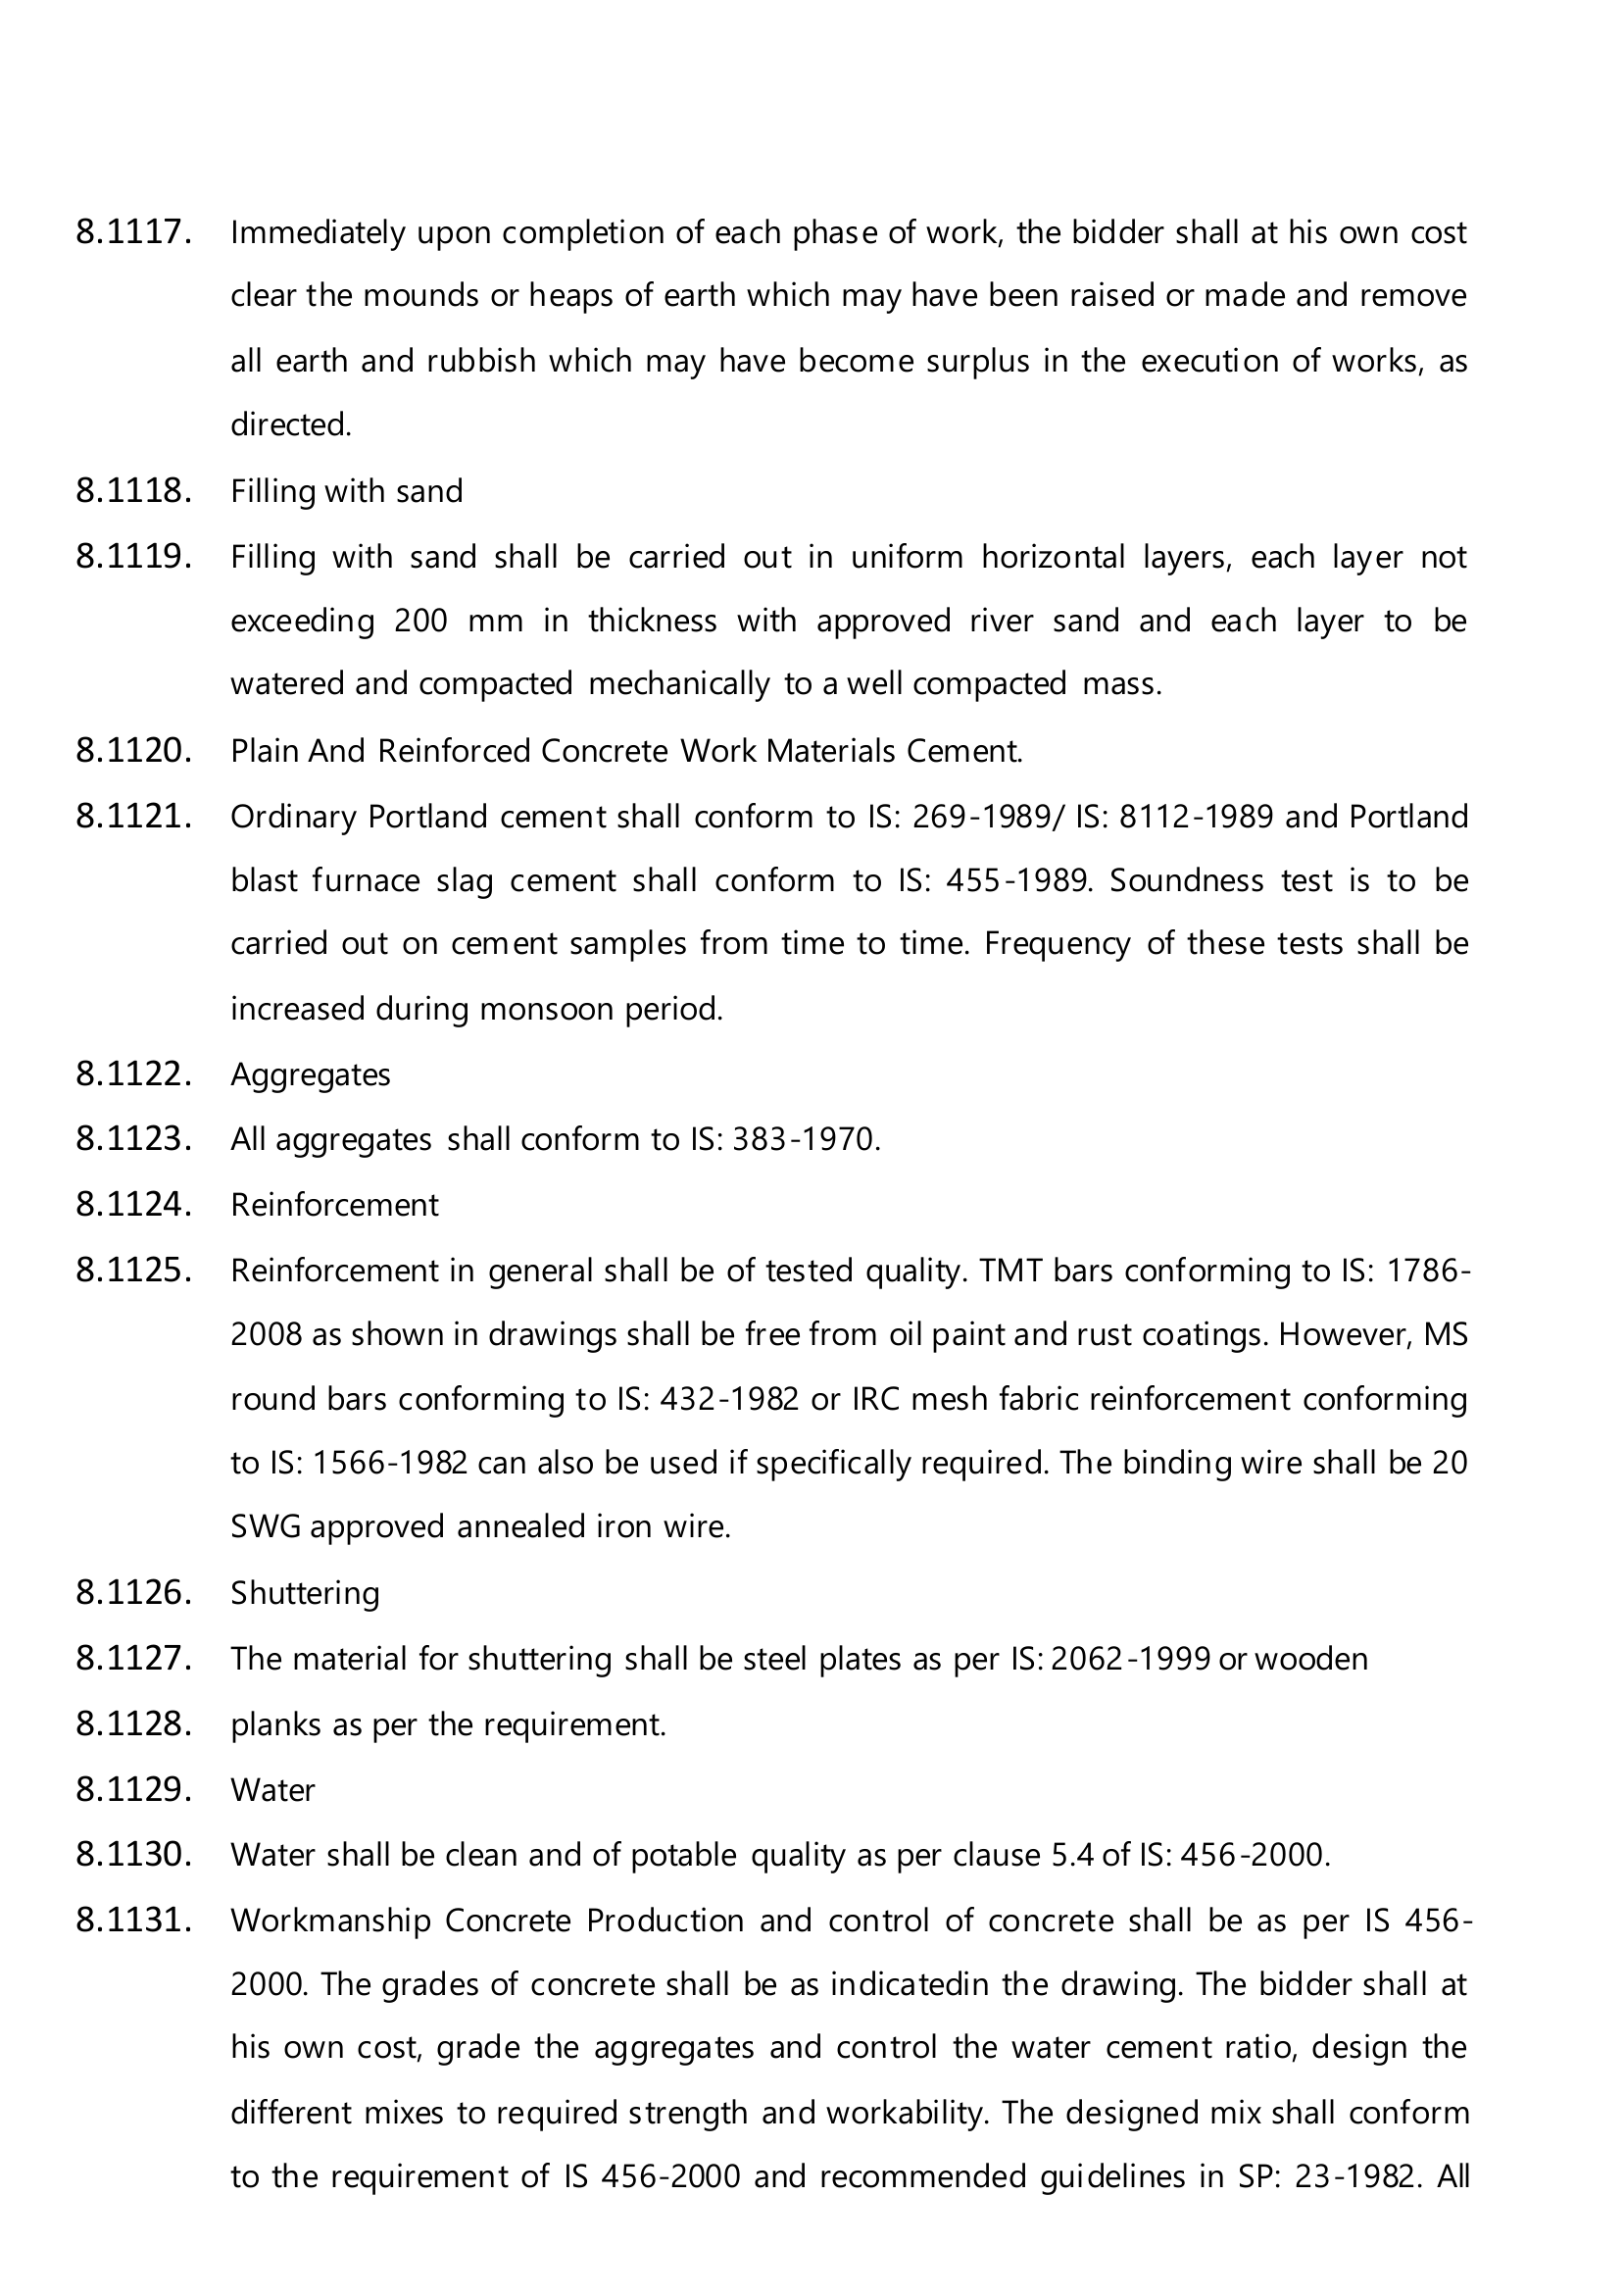 8.1117. Immediately upon completion of each phase of work, the bidder shall at his own cost
clear the mounds or heaps of earth which may have been raised or made and remove
all earth and rubbish which may have become surplus in the execution of works, as
directed.
8.1118. Filling with sand
8.1119. Filling with sand shall be carried out in uniform horizontal layers, each layer not
exceeding 200 mm in thickness with approved river sand and each layer to be
watered and compacted mechanically to a well compacted mass.
8.1120. Plain And Reinforced Concrete Work Materials Cement.
8.1121. Ordinary Portland cement shall conform to IS: 269-1989/ IS: 8112-1989 and Portland
blast furnace slag cement shall conform to IS: 455-1989. Soundness test is to be
carried out on cement samples from time to time. Frequency of these tests shall be
increased during monsoon period.
8.1122. Aggregates
8.1123. All aggregates shall conform to IS: 383-1970.
8.1124. Reinforcement
8.1125. Reinforcement in general shall be of tested quality. TMT bars conforming to IS: 1786-
2008 as shown in drawings shall be free from oil paint and rust coatings. However, MS
round bars conforming to IS: 432-1982 or IRC mesh fabric reinforcement conforming
to IS: 1566-1982 can also be used if specifically required. The binding wire shall be 20
SWG approved annealed iron wire.
8.1126. Shuttering
8.1127. The material for shuttering shall be steel plates as per IS: 2062-1999 or wooden
8.1128. planks as per the requirement.
8.1129. Water
8.1130. Water shall be clean and of potable quality as per clause 5.4 of IS: 456-2000.
8.1131. Workmanship Concrete Production and control of concrete shall be as per IS 456-
2000. The grades of concrete shall be as indicatedin the drawing. The bidder shall at
his own cost, grade the aggregates and control the water cement ratio, design the
different mixes to required strength and workability. The designed mix shall conform
to the requirement of IS 456-2000 and recommended guidelines in SP: 23-1982. All